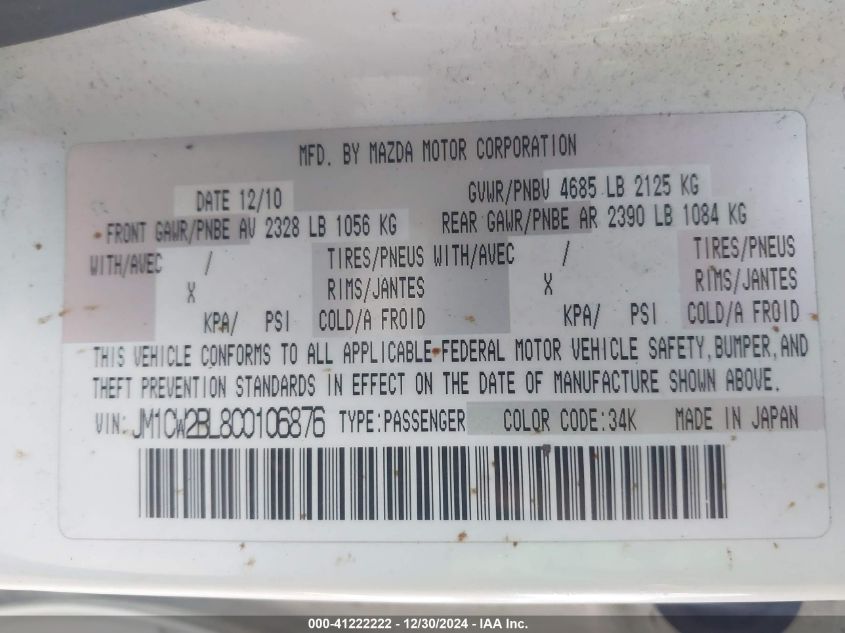 MFD. BY MAZDA MOTOR CORPORATION
DATE 12/10 GVWR/PNBV 4685 LB 2125 KG
FRONT GAWR/PNBE AV 2328 LB 1056 KG REAR GAWR/PNBE AR 2390 LB 1084 KG
WITH/AVEC / TIRES/PNEUS WITH/AVEC / TIRES/PNEUS
X RIMS/JANTES X RIMS/JANTES
KPA/ PSI COLD/A FROID KPA/ PSI COLD/A FROID
THIS VEHICLE CONFORMS TO ALL APPLICABLE FEDERAL MOTOR VEHICLE SAFETY, BUMPER, AND
THEFT PREVENTION STANDARDS IN EFFECT ON THE DATE OF MANUFACTURE SHOWN ABOVE.
VIN: JM1CW2BL8C0106876 TYPE:PASSENGER COLOR CODE:34K MADE IN JAPAN
000-41222222 - 12/30/2024 - IAA Inc.